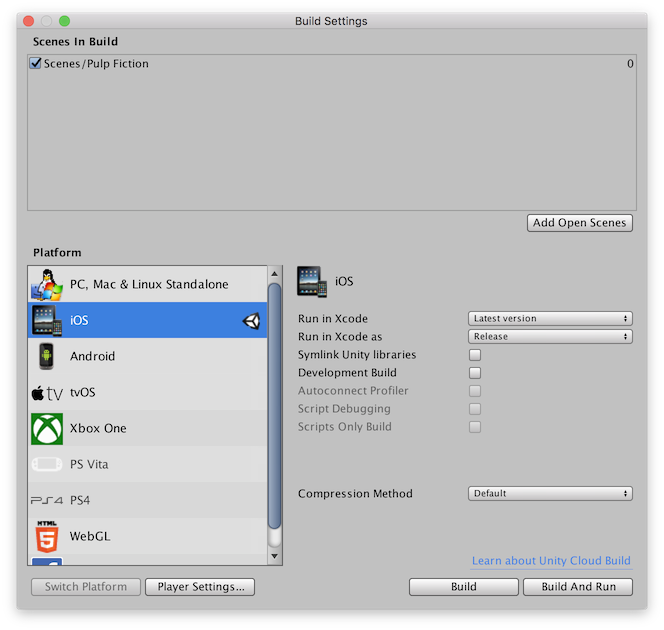 Build Settings
Scenes In Build
Scenes/Pulp Fiction 0
Add Open Scenes
Platform
PC, Mac & Linux Standalone
iOS
Android
tv tvOS
Xbox One
PS Vita
PS4 PS4
HTML
5 WebGL
iOS
Run in Xcode Latest version
Run in Xcode as Release
Symlink Unity libraries
Development Build
Autoconnect Profiler
Script Debugging
Scripts Only Build
Compression Method Default
Learn about Unity Cloud Build
Switch Platform Player Settings... Build Build And Run